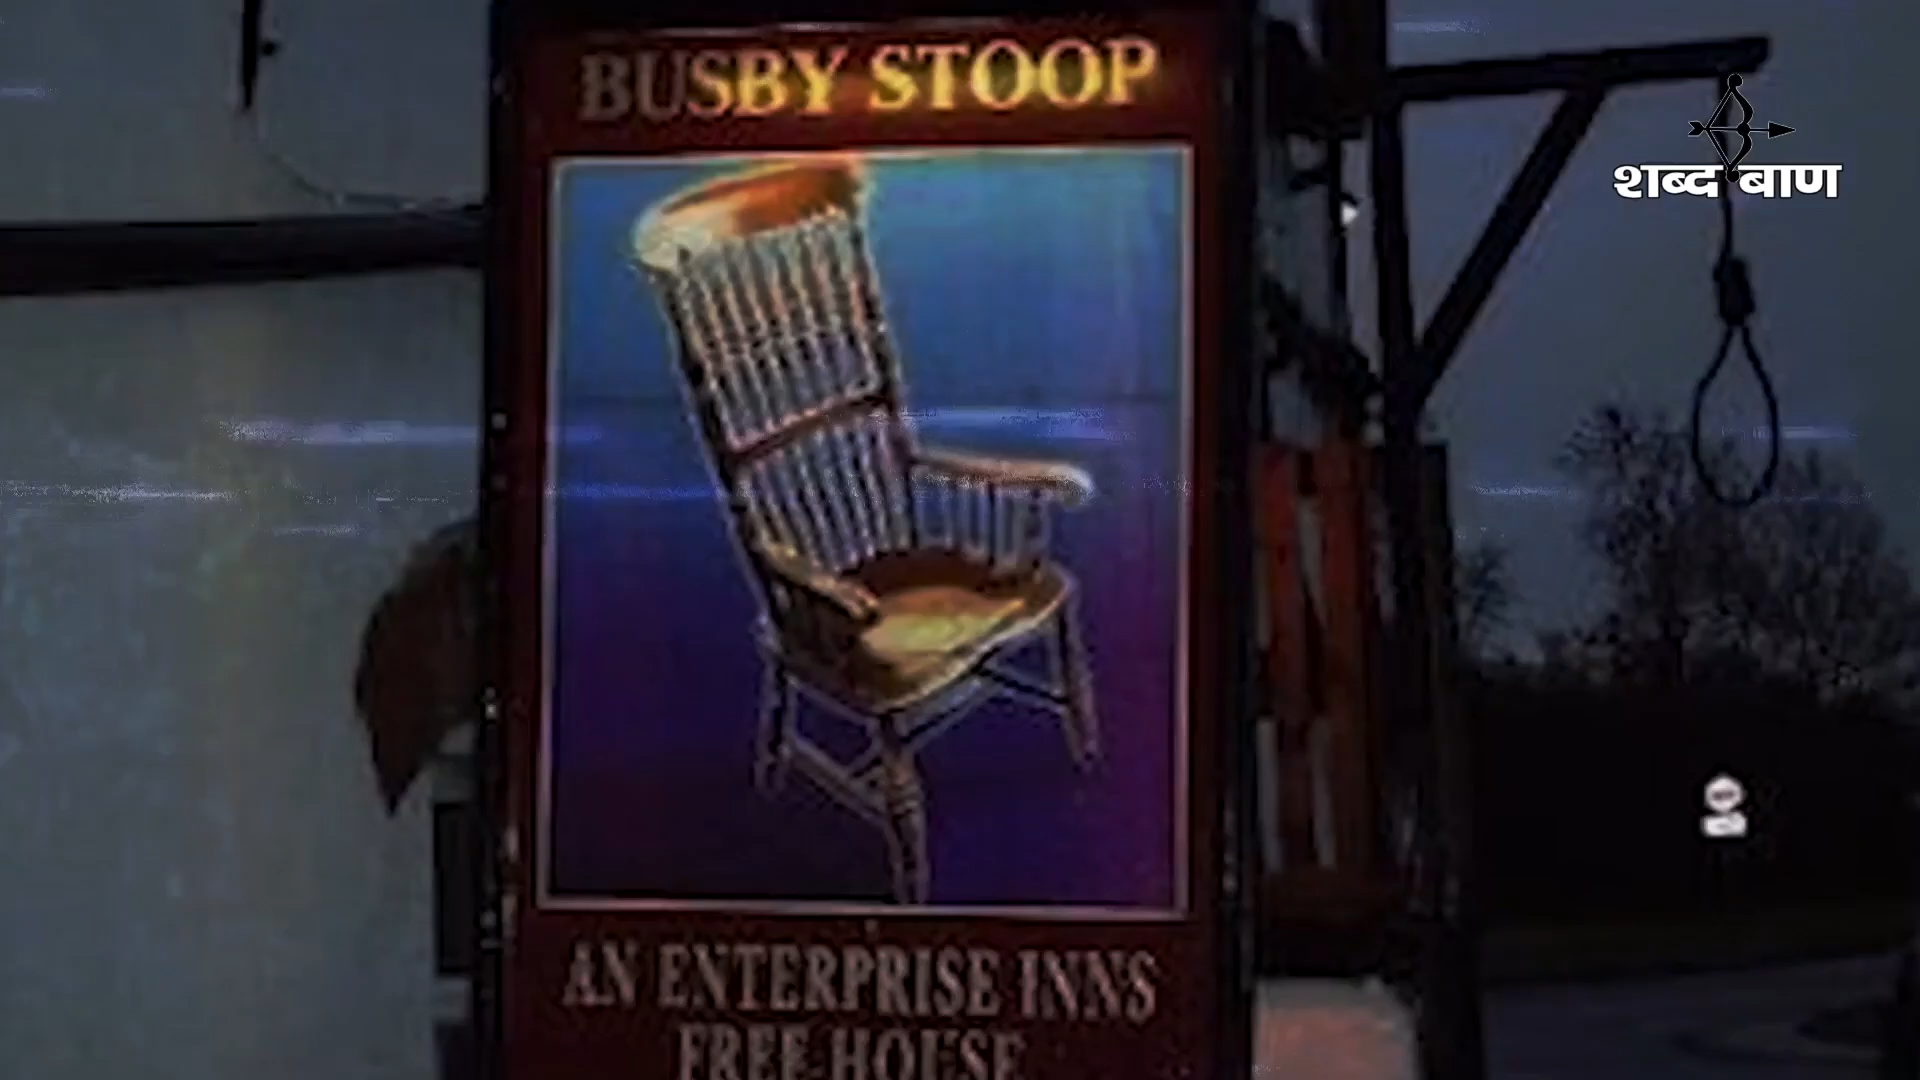 BUSBY STOOP
शब्द बाण
AN ENTERPRISE INNS
FREE HOUSE